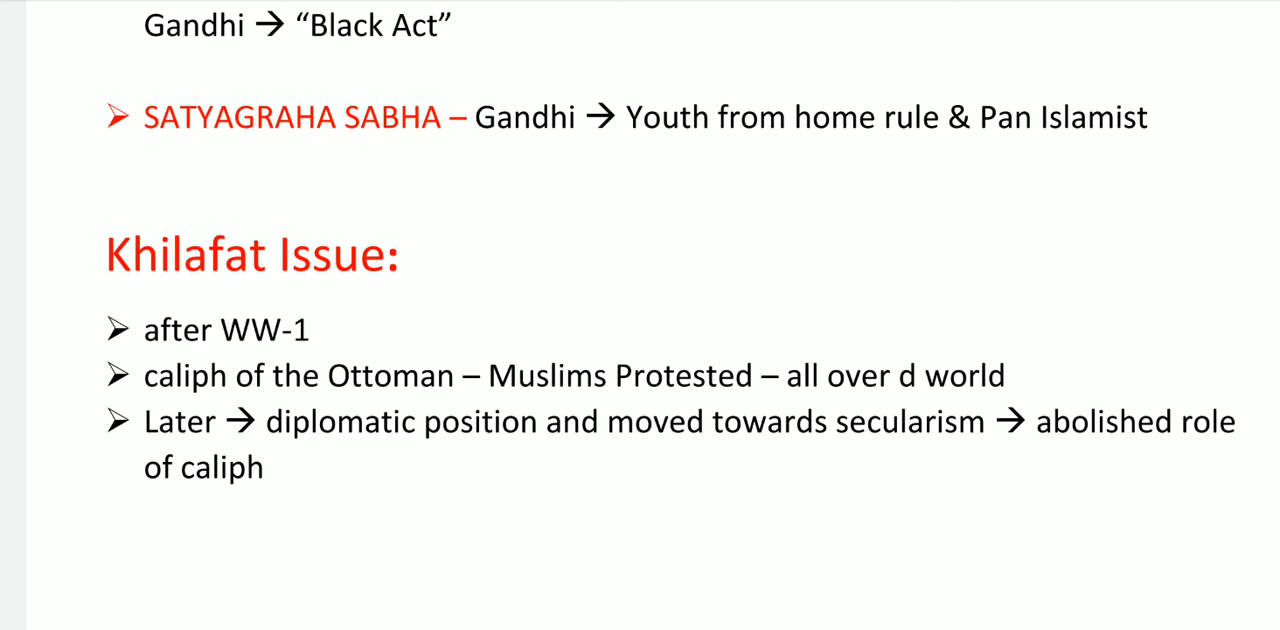 Gandhi → “Black Act”
➢ SATYAGRAHA SABHA – Gandhi → Youth from home rule & Pan Islamist
Khilafat Issue:
➢ after WW-1
➢ caliph of the Ottoman – Muslims Protested – all over d world
➢ Later → diplomatic position and moved towards secularism → abolished role
of caliph